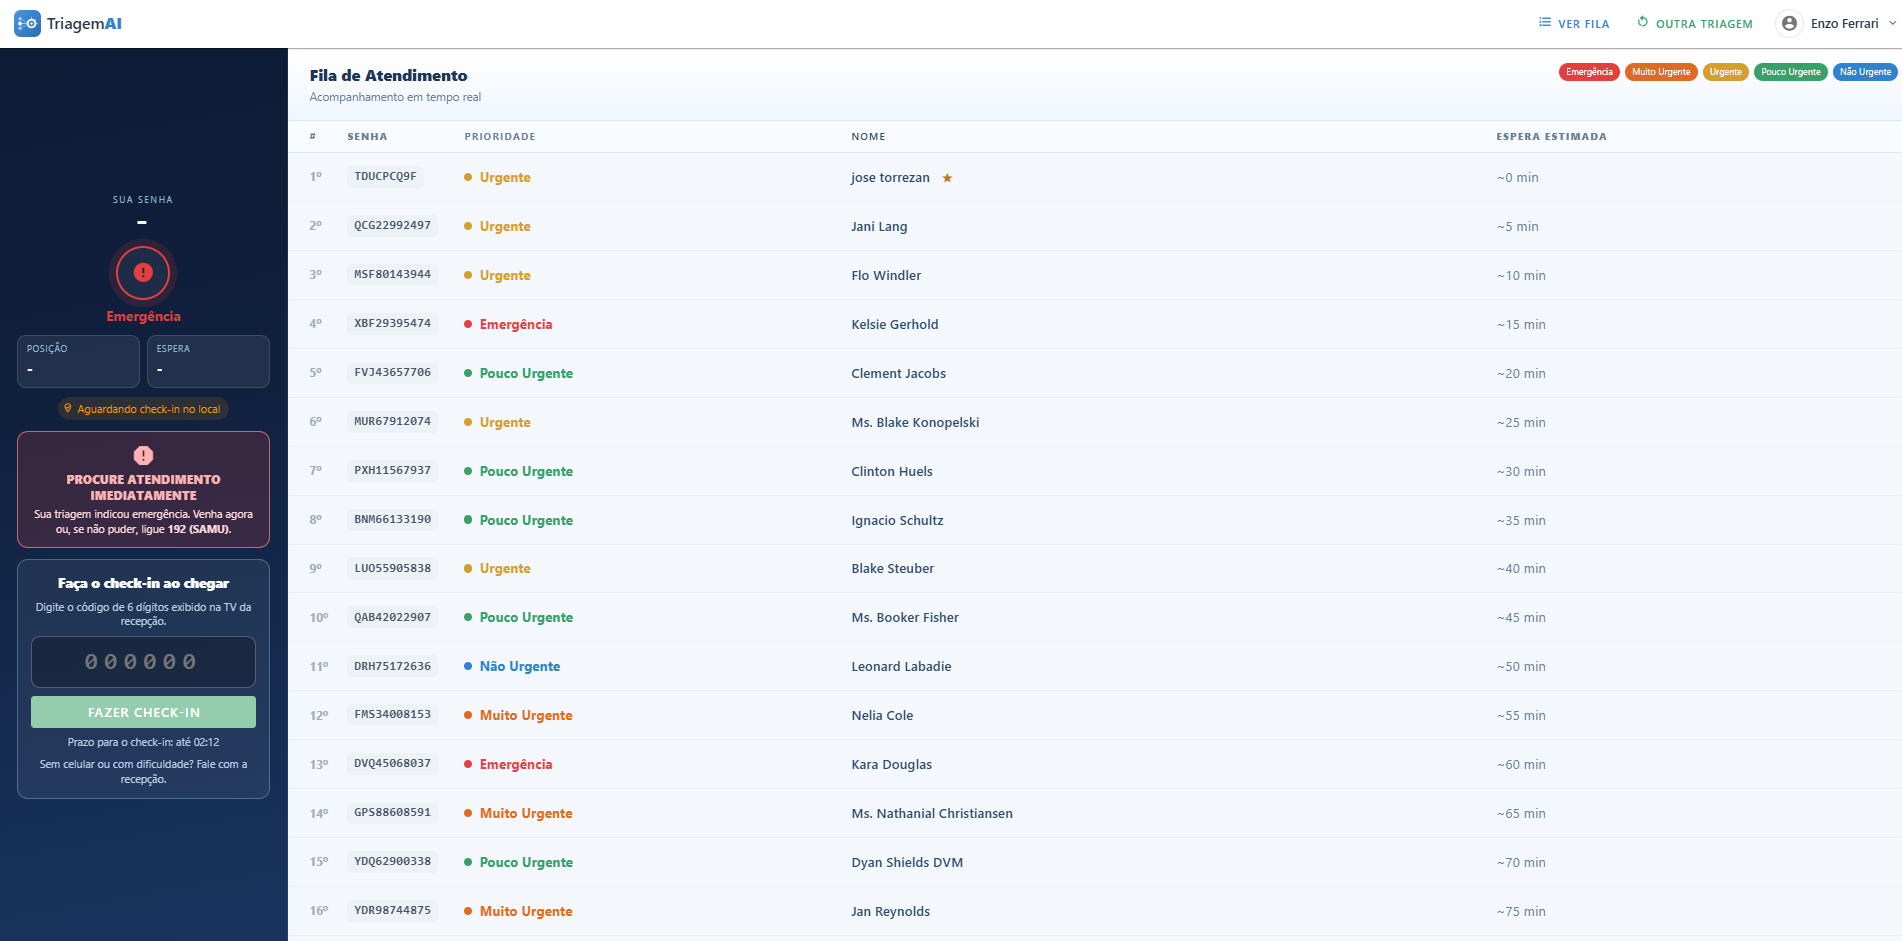 TriagemAI
VER FILA
OUTRA TRIAGEM
Enzo Ferrari
SUA SENHA
-
Emergência
POSIÇÃO
-
ESPERA
-
Aguardando check-in no local
PROCURE ATENDIMENTO
IMEDIATAMENTE
Sua triagem indicou emergência. Venha agora
ou, se não puder, ligue 192 (SAMU).
Faça o check-in ao chegar
Digite o código de 6 dígitos exibido na TV da
recepção.
000000
FAZER CHECK-IN
Prazo para o check-in: até 02:12
Sem celular ou com dificuldade? Fale com a
recepção.
Fila de Atendimento
Acompanhamento em tempo real
Emergência Muito Urgente Urgente Pouco Urgente Não Urgente
# SENHA PRIORIDADE NOME ESPERA ESTIMADA
1º TDUCPCQ9F Urgente jose torrezan ★ ~0 min
2º QCG22992497 Urgente Jani Lang ~5 min
3º MSF80143944 Urgente Flo Windler ~10 min
4º XBF29395474 Emergência Kelsie Gerhold ~15 min
5º FVJ43657706 Pouco Urgente Clement Jacobs ~20 min
6º MUR67912074 Urgente Ms. Blake Konopelski ~25 min
7º PXH11567937 Pouco Urgente Clinton Huels ~30 min
8º BNM66133190 Pouco Urgente Ignacio Schultz ~35 min
9º LUO55905838 Urgente Blake Steuber ~40 min
10º QAB42022907 Pouco Urgente Ms. Booker Fisher ~45 min
11º DRH75172636 Não Urgente Leonard Labadie ~50 min
12º FMS34008153 Muito Urgente Nelia Cole ~55 min
13º DVQ45068037 Emergência Kara Douglas ~60 min
14º GPS88608591 Muito Urgente Ms. Nathanial Christiansen ~65 min
15º YDQ62900338 Pouco Urgente Dyan Shields DVM ~70 min
16º YDR98744875 Muito Urgente Jan Reynolds ~75 min